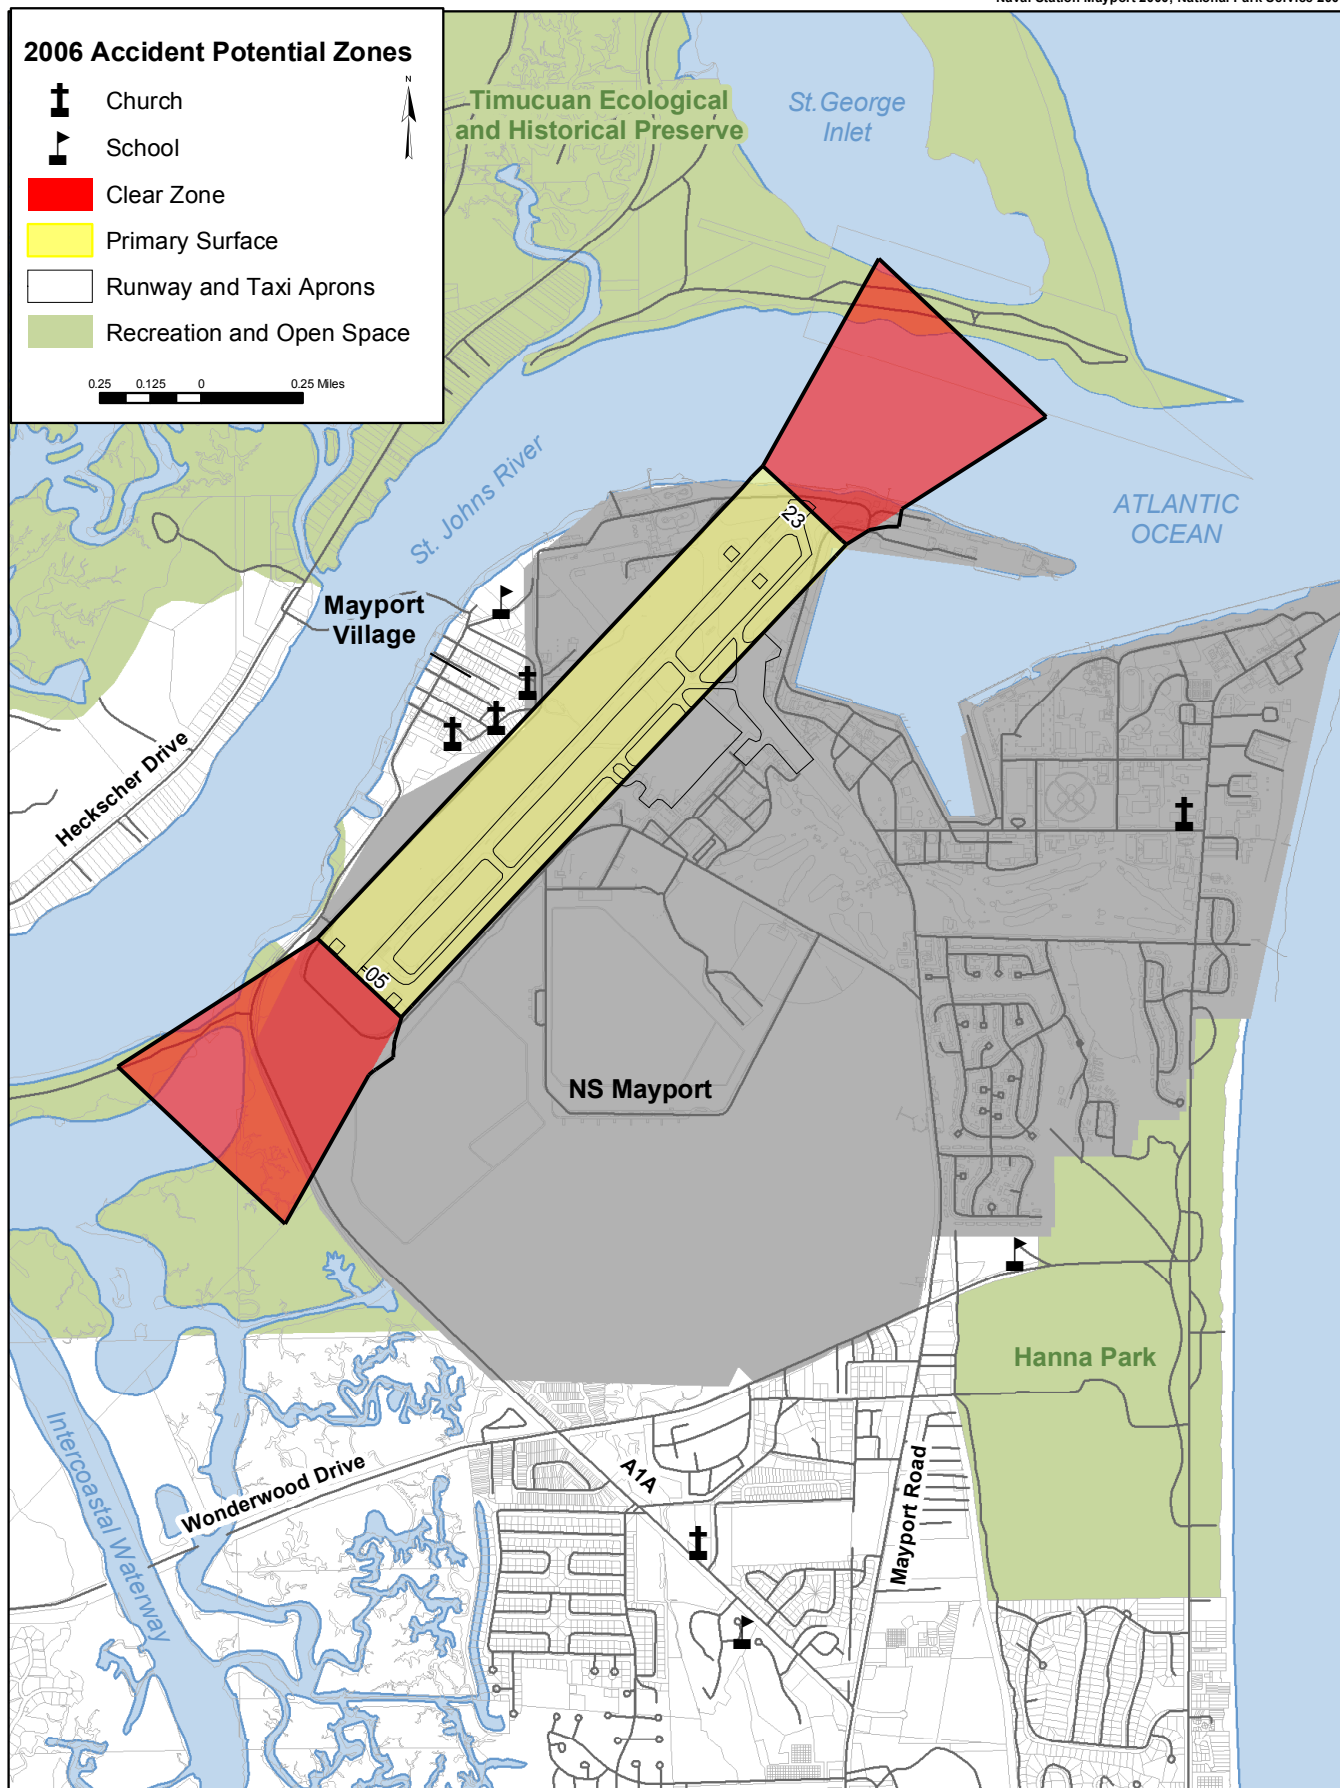 2006 Accident Potential Zones
N
Church
School
Clear Zone
Primary Surface
Runway and Taxi Aprons
Recreation and Open Space
0.25 0.125 0 0.25 Miles
Timucuan Ecological
and Historical Preserve
St.George
Inlet
St. Johns River
ATLANTIC
OCEAN
23
Mayport
Village
Heckscher Drive
05
NS Mayport
Hanna Park
Intercoastal Waterway
Wonderwood Drive
A1A
Mayport Road